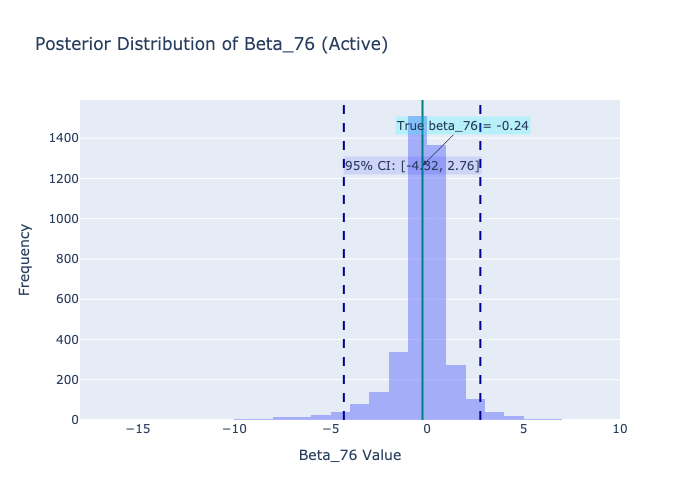 Posterior Distribution of Beta_76 (Active)
True beta_76 = -0.24
95% CI: [-4.32, 2.76]
1400
1200
1000
800
600
400
200
0
−15
−10
−5
0
5
10
Frequency
Beta_76 Value